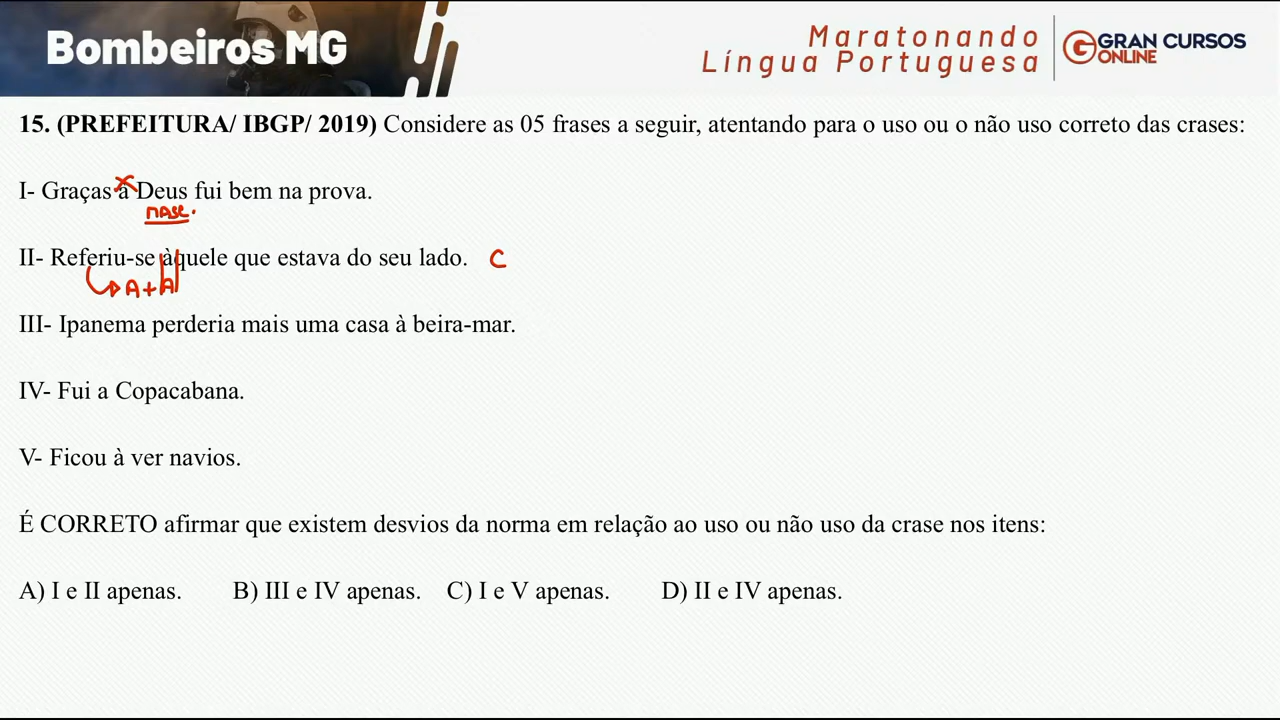 Bombeiros MG
Maratonando
Língua Portuguesa
GRAN CURSOS
ONLINE
15. (PREFEITURA/ IBGP/ 2019) Considere as 05 frases a seguir, atentando para o uso ou o não uso correto das crases:
I- Graças à Deus fui bem na prova.
masc.
II- Referiu-se àquele que estava do seu lado. C
A+A
III- Ipanema perderia mais uma casa à beira-mar.
IV- Fui a Copacabana.
V- Ficou à ver navios.
É CORRETO afirmar que existem desvios da norma em relação ao uso ou não uso da crase nos itens:
A) I e II apenas. B) III e IV apenas. C) I e V apenas. D) II e IV apenas.